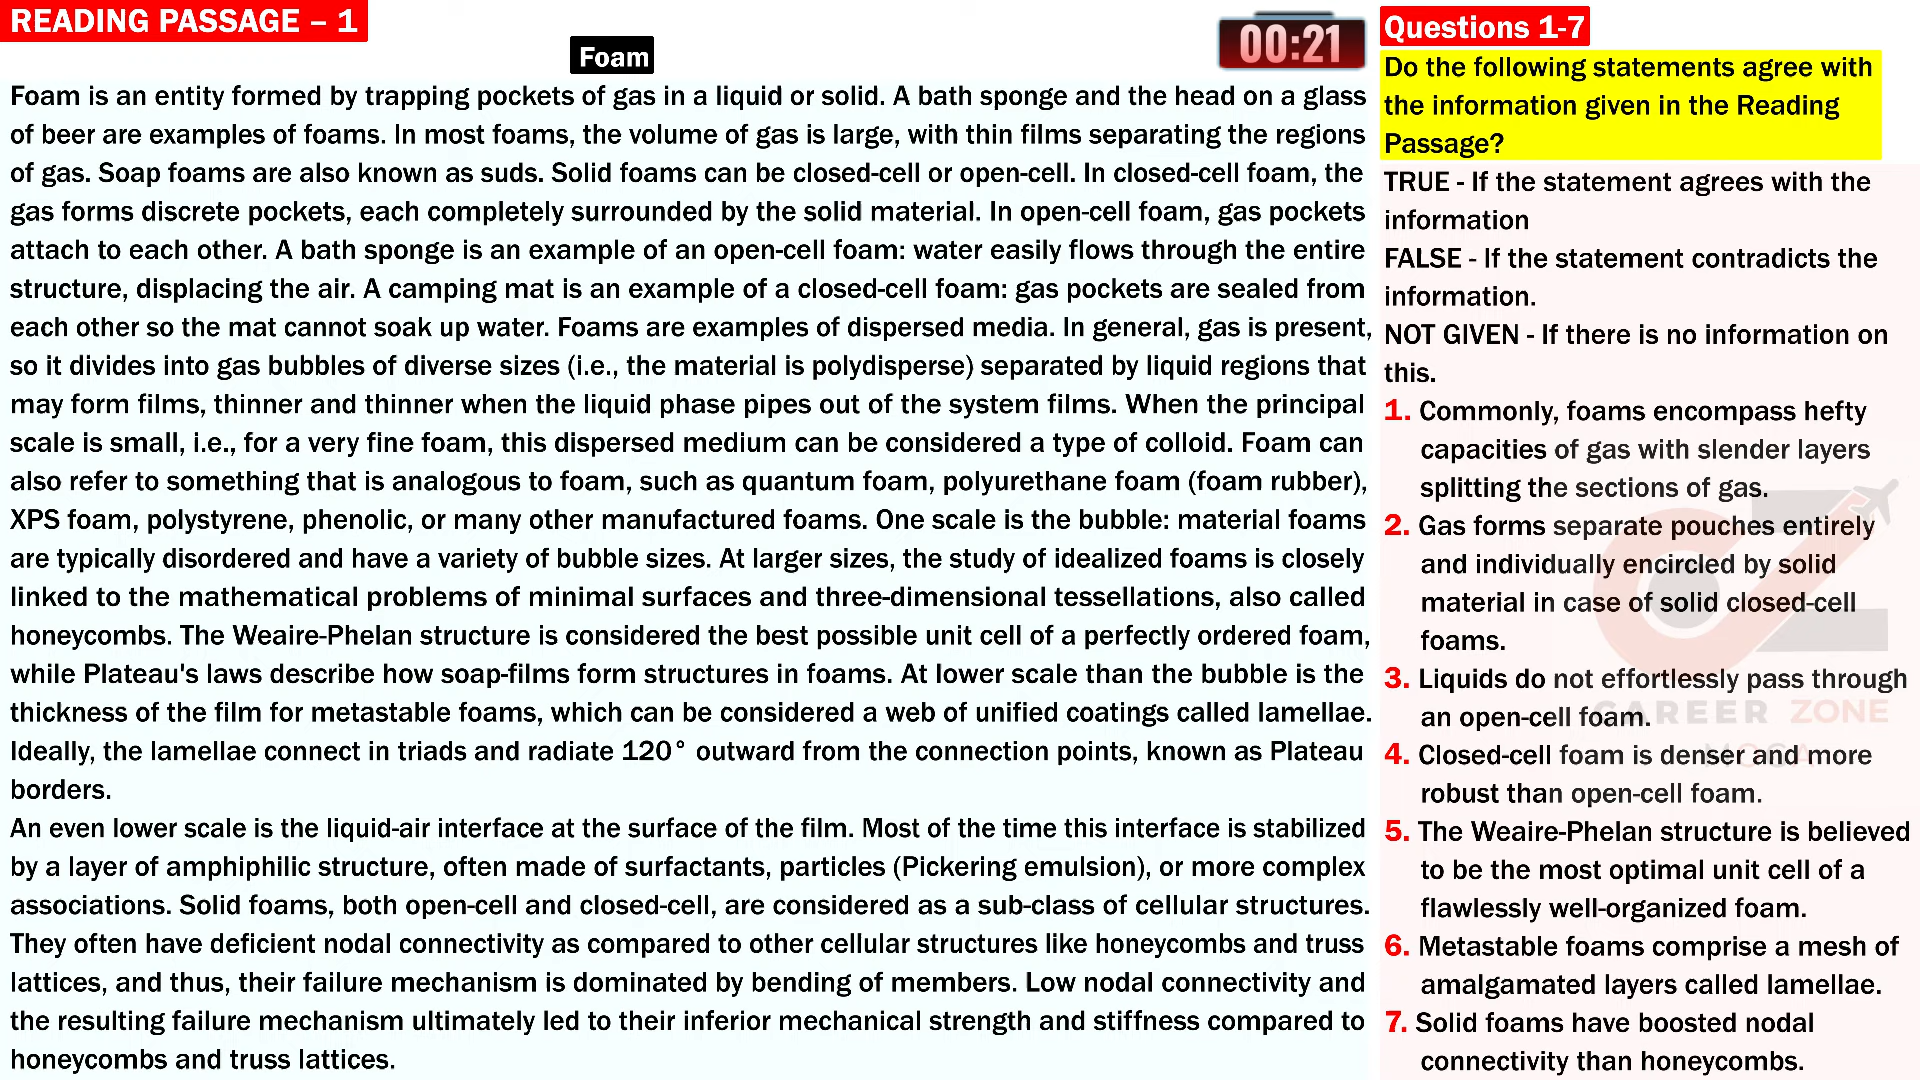 READING PASSAGE – 1
Foam
00:21
Foam is an entity formed by trapping pockets of gas in a liquid or solid. A bath sponge and the head on a glass
of beer are examples of foams. In most foams, the volume of gas is large, with thin films separating the regions
of gas. Soap foams are also known as suds. Solid foams can be closed-cell or open-cell. In closed-cell foam, the
gas forms discrete pockets, each completely surrounded by the solid material. In open-cell foam, gas pockets
attach to each other. A bath sponge is an example of an open-cell foam: water easily flows through the entire
structure, displacing the air. A camping mat is an example of a closed-cell foam: gas pockets are sealed from
each other so the mat cannot soak up water. Foams are examples of dispersed media. In general, gas is present,
so it divides into gas bubbles of diverse sizes (i.e., the material is polydisperse) separated by liquid regions that
may form films, thinner and thinner when the liquid phase pipes out of the system films. When the principal
scale is small, i.e., for a very fine foam, this dispersed medium can be considered a type of colloid. Foam can
also refer to something that is analogous to foam, such as quantum foam, polyurethane foam (foam rubber),
XPS foam, polystyrene, phenolic, or many other manufactured foams. One scale is the bubble: material foams
are typically disordered and have a variety of bubble sizes. At larger sizes, the study of idealized foams is closely
linked to the mathematical problems of minimal surfaces and three-dimensional tessellations, also called
honeycombs. The Weaire-Phelan structure is considered the best possible unit cell of a perfectly ordered foam,
while Plateau's laws describe how soap-films form structures in foams. At lower scale than the bubble is the
thickness of the film for metastable foams, which can be considered a web of unified coatings called lamellae.
Ideally, the lamellae connect in triads and radiate 120° outward from the connection points, known as Plateau
borders.
An even lower scale is the liquid-air interface at the surface of the film. Most of the time this interface is stabilized
by a layer of amphiphilic structure, often made of surfactants, particles (Pickering emulsion), or more complex
associations. Solid foams, both open-cell and closed-cell, are considered as a sub-class of cellular structures.
They often have deficient nodal connectivity as compared to other cellular structures like honeycombs and truss
lattices, and thus, their failure mechanism is dominated by bending of members. Low nodal connectivity and
the resulting failure mechanism ultimately led to their inferior mechanical strength and stiffness compared to
honeycombs and truss lattices.
Questions 1-7
Do the following statements agree with
the information given in the Reading
Passage?
TRUE - If the statement agrees with the
information
FALSE - If the statement contradicts the
information.
NOT GIVEN - If there is no information on
this.
1. Commonly, foams encompass hefty
capacities of gas with slender layers
splitting the sections of gas.
2. Gas forms separate pouches entirely
and individually encircled by solid
material in case of solid closed-cell
foams.
3. Liquids do not effortlessly pass through
an open-cell foam.
CAREER ZONE
4. Closed-cell foam is denser and more
MOGA
robust than open-cell foam.
5. The Weaire-Phelan structure is believed
to be the most optimal unit cell of a
flawlessly well-organized foam.
6. Metastable foams comprise a mesh of
amalgamated layers called lamellae.
7. Solid foams have boosted nodal
connectivity than honeycombs.